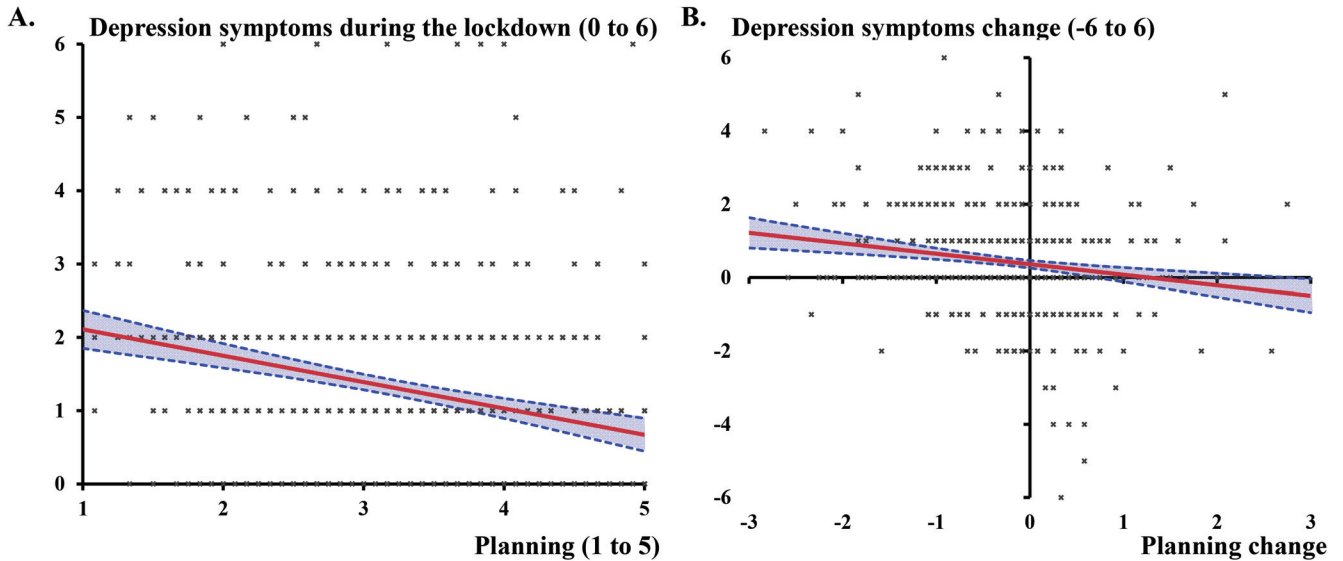 A.
Depression symptoms during the lockdown (0 to 6)
6
5
4
3
2
1
0
1 2 3 4 5
Planning (1 to 5)
B.
Depression symptoms change (-6 to 6)
6
4
2
0
-2
-4
-6
-3 -2 -1 0 1 2 3
Planning change